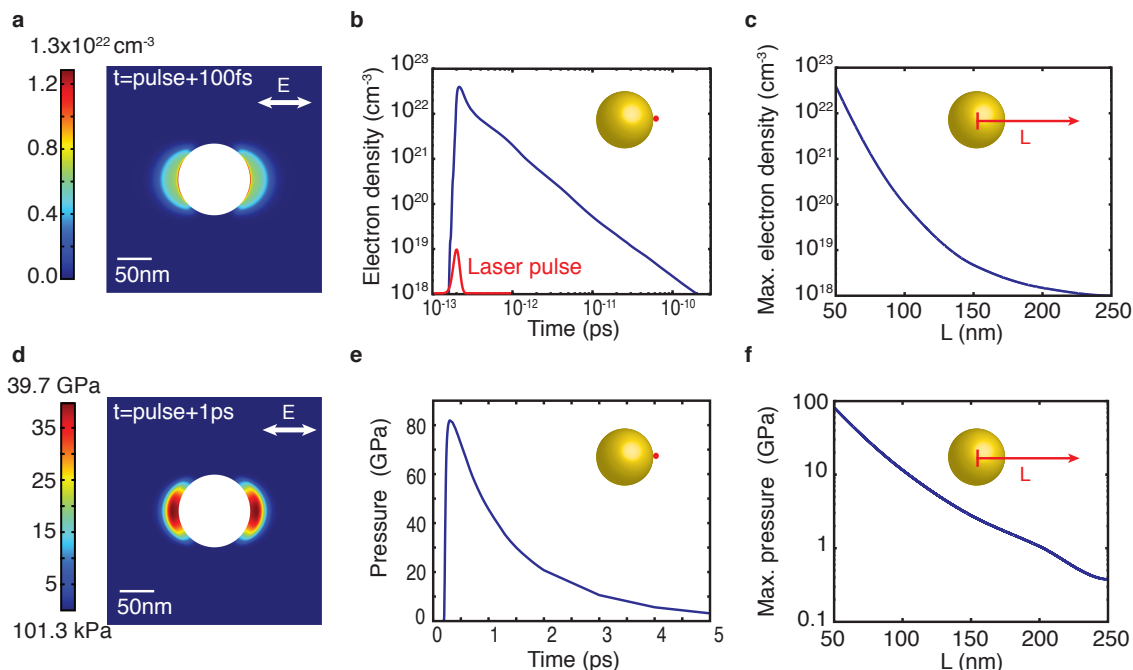 a
1.3x10²² cm⁻³
t=pulse+100fs
E
1.2
0.8
0.4
0.0
50nm
b
Electron density (cm⁻³)
10²³
10²²
10²¹
10²⁰
10¹⁹
10¹⁸
Laser pulse
10⁻¹³
10⁻¹²
10⁻¹¹
10⁻¹⁰
Time (ps)
c
Max. electron density (cm⁻³)
10²³
10²²
10²¹
10²⁰
10¹⁹
10¹⁸
L
50
100
150
200
250
L (nm)
d
39.7 GPa
t=pulse+1ps
E
35
25
15
5
101.3 kPa
50nm
e
Pressure (GPa)
80
60
40
20
0
0
1
2
3
4
5
Time (ps)
f
Max. pressure (GPa)
100
10
1
0.1
L
50
100
150
200
250
L (nm)